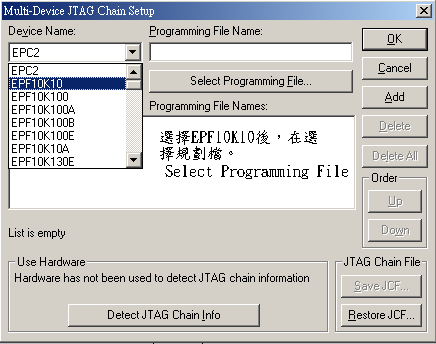 Multi-Device JTAG Chain Setup
Device Name:
Programming File Name:
EPC2
EPC2
EPF10K10
EPF10K100
EPF10K100A
EPF10K100B
EPF10K100E
EPF10K10A
EPF10K130E
Select Programming File...
Programming File Names:
選擇EPF10K10後，在選
擇規劃檔。
Select Programming File
OK
Cancel
Add
Delete
Delete All
Order
Up
Down
List is empty
Use Hardware
Hardware has not been used to detect JTAG chain information
Detect JTAG Chain Info
JTAG Chain File
Save JCF...
Restore JCF...